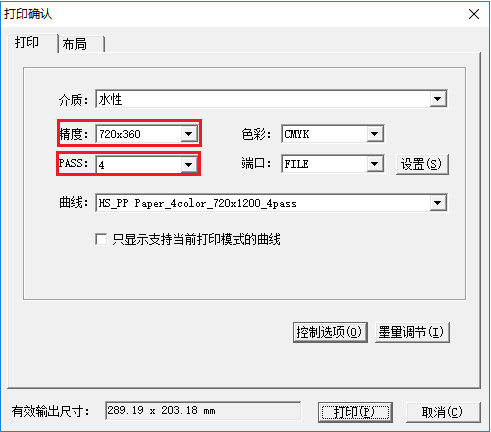 打印确认
打印 布局
介质： 水性
精度： 720x360 色彩： CMYK
PASS： 4 端口： FILE 设置(S)
曲线： HS_PP Paper_4color_720x1200_4pass
只显示支持当前打印模式的曲线
控制选项(O) 墨量调节(I)
有效输出尺寸： 289.19 x 203.18 mm 打印(P) 取消(C)